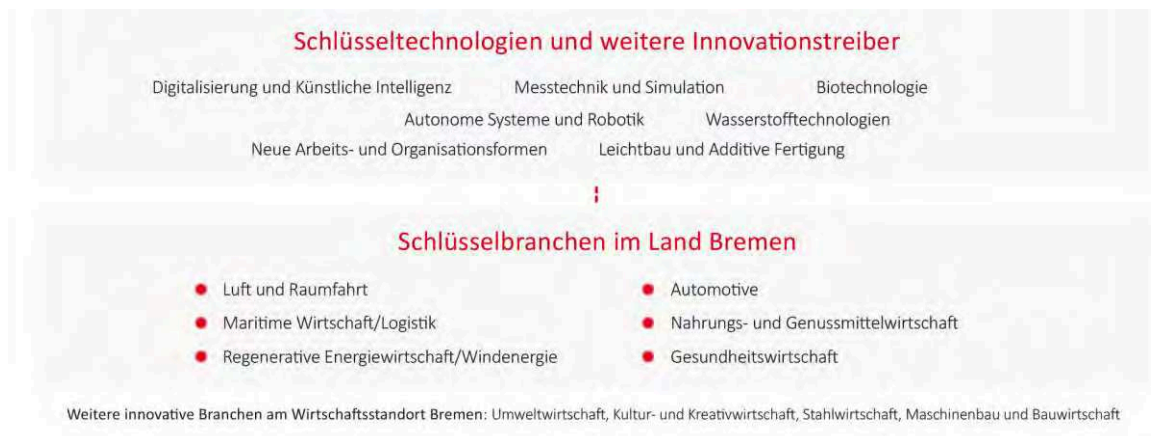 Schlüsseltechnologien und weitere Innovationstreiber
Digitalisierung und Künstliche Intelligenz Messtechnik und Simulation Biotechnologie
Autonome Systeme und Robotik Wasserstofftechnologien
Neue Arbeits- und Organisationsformen Leichtbau und Additive Fertigung
Schlüsselbranchen im Land Bremen
Luft und Raumfahrt
Maritime Wirtschaft/Logistik
Regenerative Energiewirtschaft/Windenergie
Automotive
Nahrungs- und Genussmittelwirtschaft
Gesundheitswirtschaft
Weitere innovative Branchen am Wirtschaftsstandort Bremen: Umweltwirtschaft, Kultur- und Kreativwirtschaft, Stahlwirtschaft, Maschinenbau und Bauwirtschaft